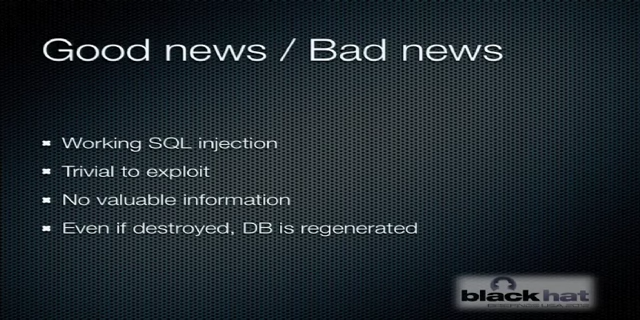 Good news / Bad news
Working SQL injection
Trivial to exploit
No valuable information
Even if destroyed, DB is regenerated
black hat